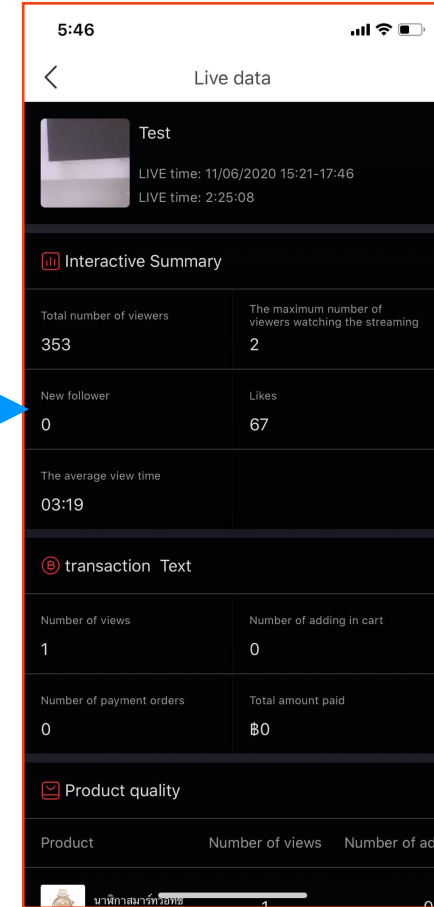 5:46
Live data
Test
LIVE time: 11/06/2020 15:21-17:46
LIVE time: 2:25:08
Interactive Summary
Total number of viewers
353
The maximum number of
viewers watching the streaming
2
New follower
0
Likes
67
The average view time
03:19
transaction Text
Number of views
1
Number of adding in cart
0
Number of payment orders
0
Total amount paid
฿0
Product quality
Product Number of views Number of ad
นาฬิกาสมาร์ทวอทช์ 1 0